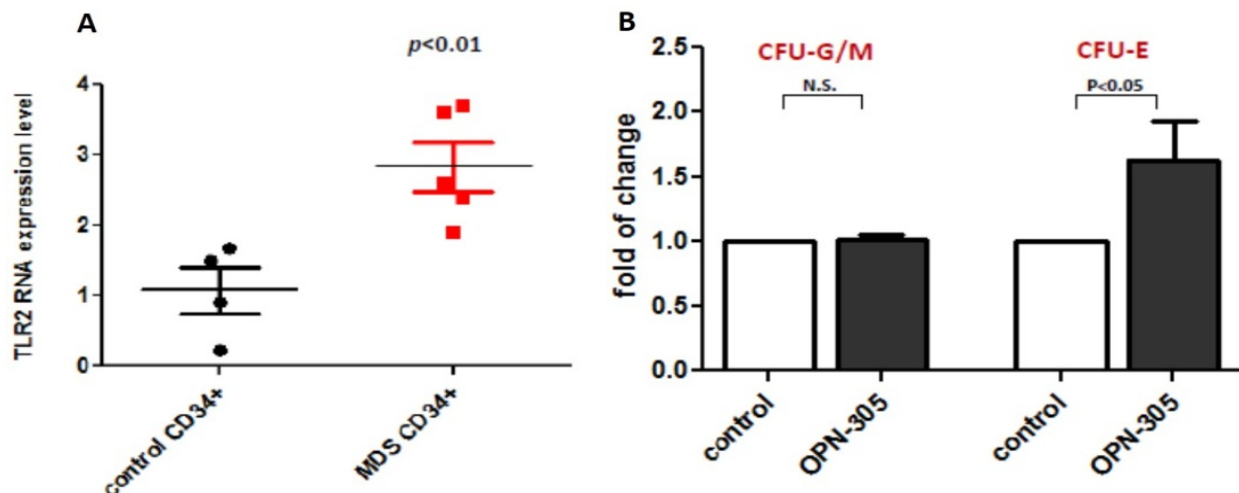 A
p<0.01
TLR2 RNA expression level
4
3
2
1
0
control CD34+
MDS CD34+
B
fold of change
2.5
2.0
1.5
1.0
0.5
0.0
CFU-G/M
CFU-E
N.S.
P<0.05
control
OPN-305
control
OPN-305